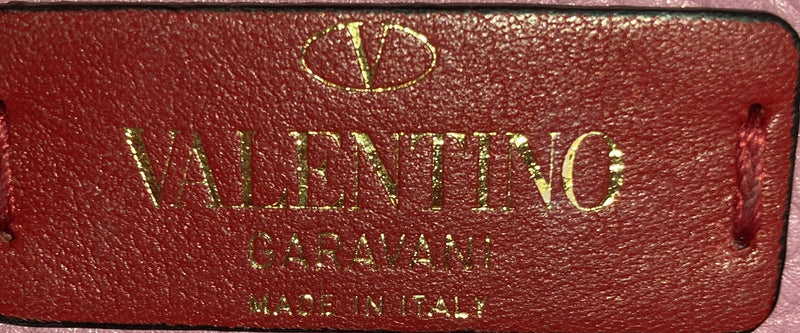 V
VALENTINO
GARAVANI
MADE IN ITALY